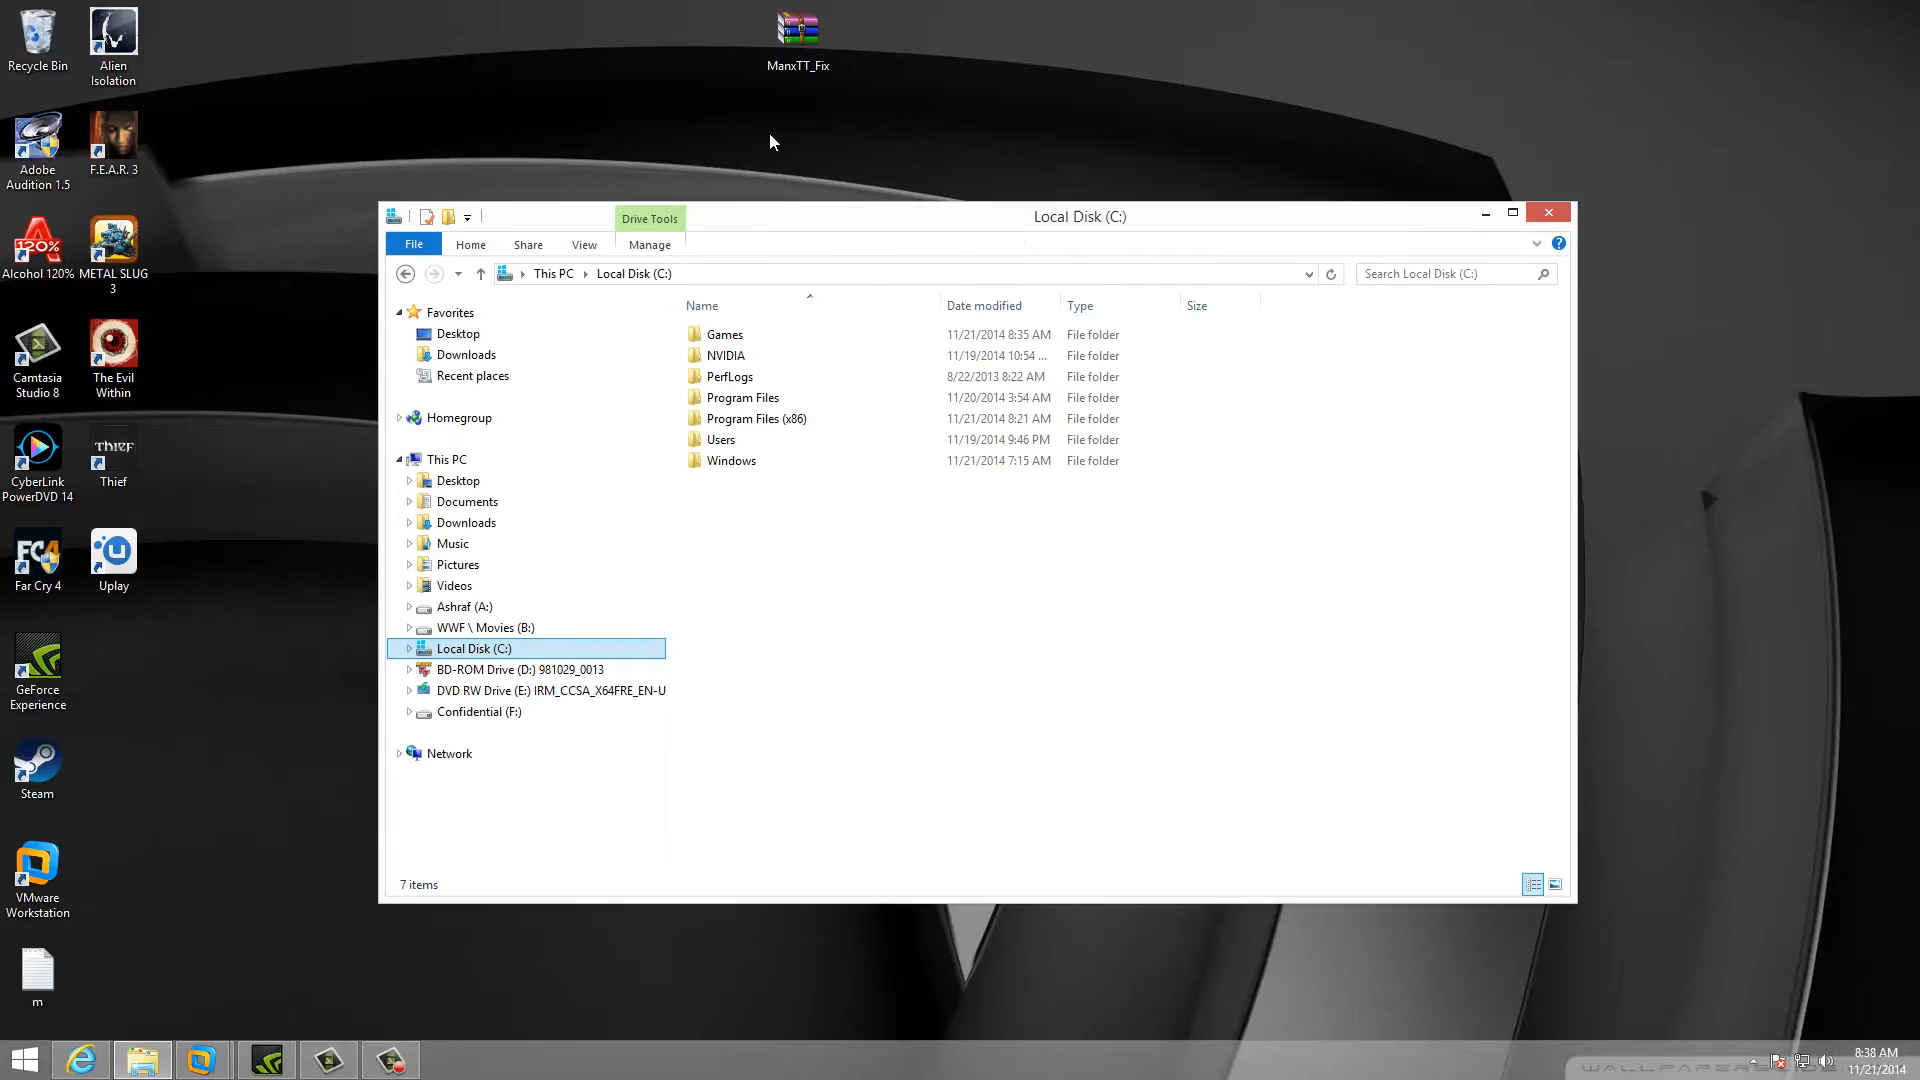 Recycle Bin
Alien
Isolation
ManxTT_Fix
Adobe
Audition 1.5
F.E.A.R. 3
Alcohol 120%
METAL SLUG
3
Camtasia
Studio 8
The Evil
Within
CyberLink
PowerDVD 14
THIEF
Thief
FC4
Far Cry 4
Uplay
GeForce
Experience
Steam
VMware
Workstation
m
Drive Tools
Local Disk (C:)
File
Home
Share
View
Manage
This PC
Local Disk (C:)
Search Local Disk (C:)
Name
Date modified
Type
Size
Favorites
Desktop
Downloads
Recent places
Homegroup
This PC
Desktop
Documents
Downloads
Music
Pictures
Videos
Ashraf (A:)
WWF \ Movies (B:)
Local Disk (C:)
BD-ROM Drive (D:) 981029_0013
DVD RW Drive (E:) IRM_CCSA_X64FRE_EN-U
Confidential (F:)
Network
Games 11/21/2014 8:35 AM File folder
NVIDIA 11/19/2014 10:54 ... File folder
PerfLogs 8/22/2013 8:22 AM File folder
Program Files 11/20/2014 3:54 AM File folder
Program Files (x86) 11/21/2014 8:21 AM File folder
Users 11/19/2014 9:46 PM File folder
Windows 11/21/2014 7:15 AM File folder
7 items
8:38 AM
11/21/2014